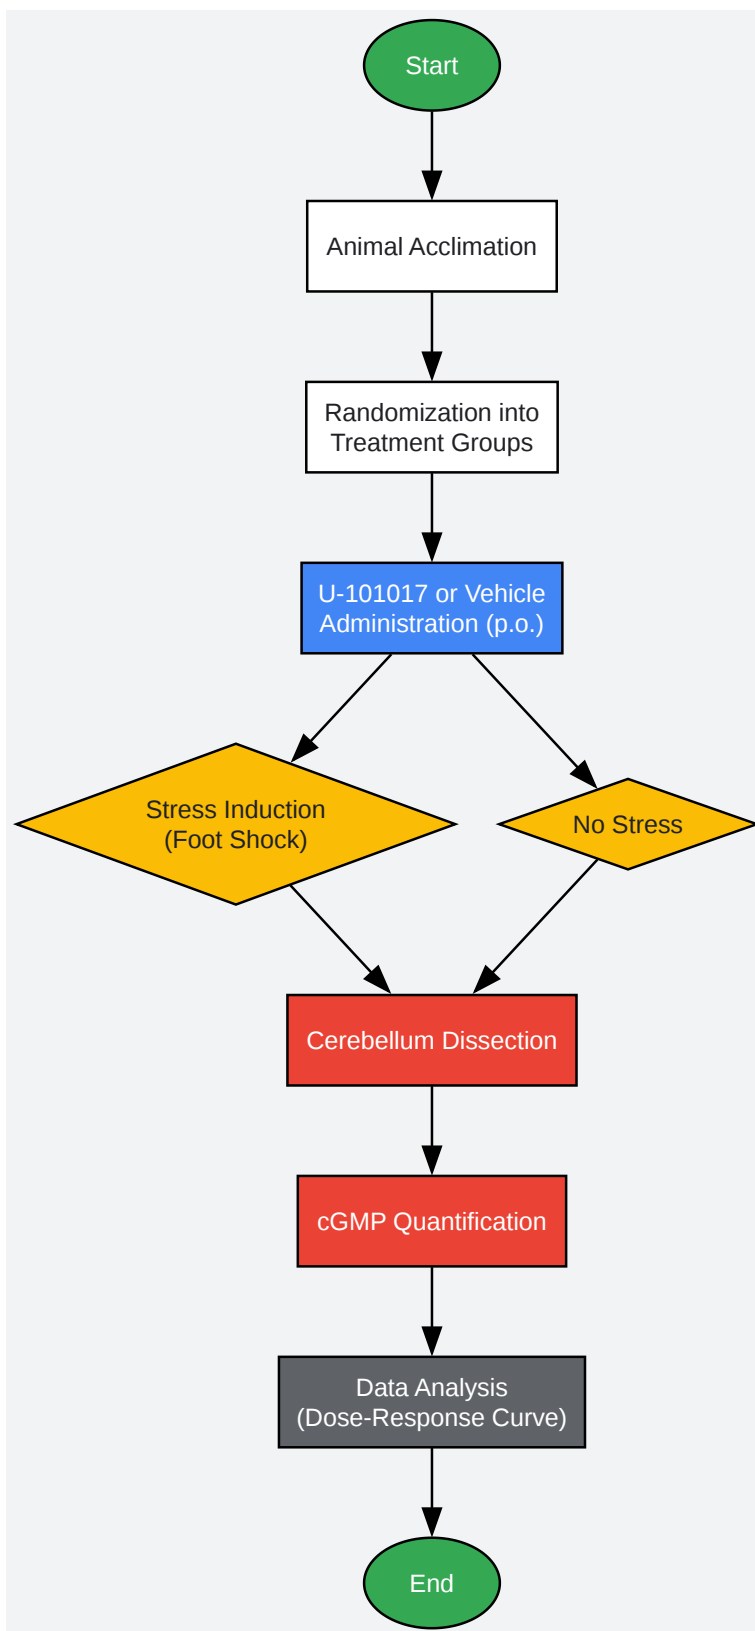 Start
Animal Acclimation
Randomization into
Treatment Groups
U-101017 or Vehicle
Administration (p.o.)
Stress Induction
(Foot Shock)
No Stress
Cerebellum Dissection
cGMP Quantification
Data Analysis
(Dose-Response Curve)
End